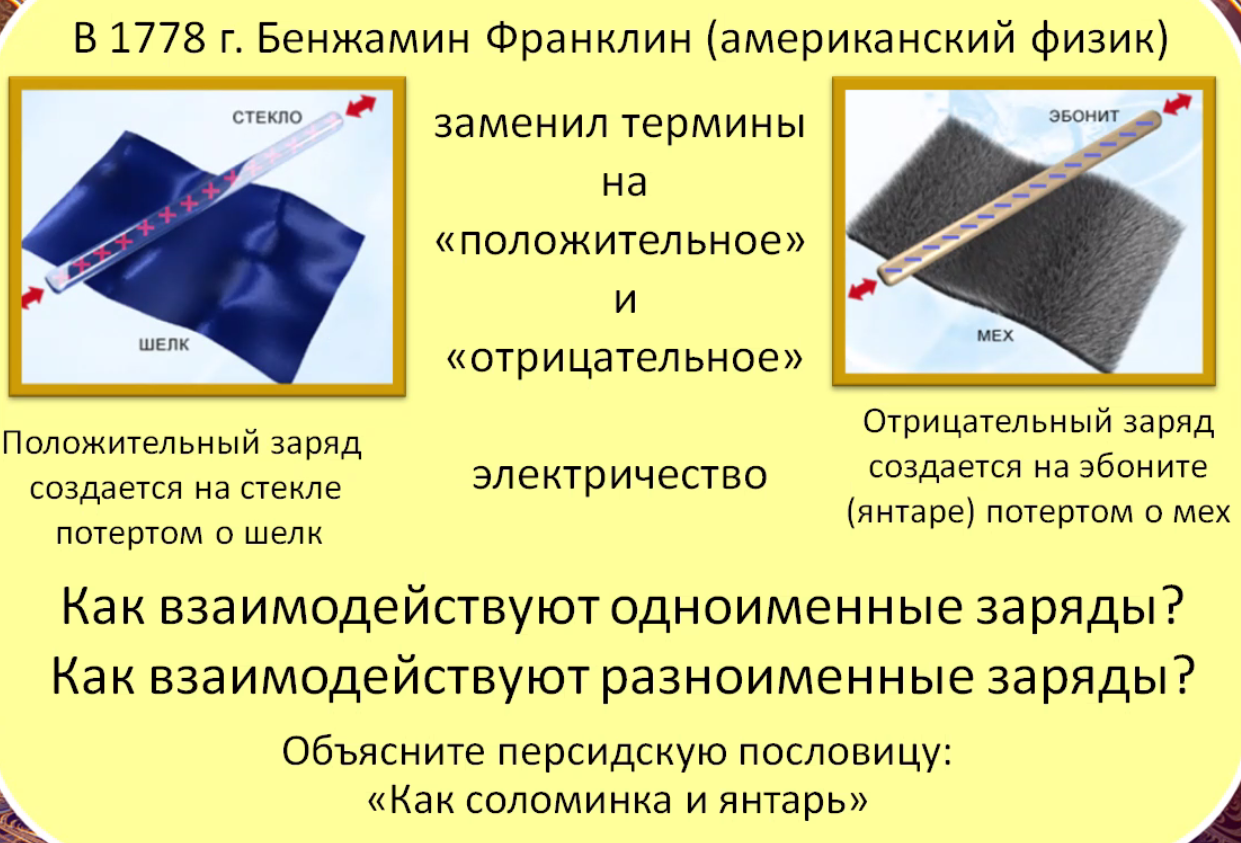 В 1778 г. Бенжамин Франклин (американский физик)
СТЕКЛО
ШЕЛК
заменил термины
на
«положительное»
и
«отрицательное»
электричество
ЭБОНИТ
МЕХ
Положительный заряд
создается на стекле
потертом о шелк
Отрицательный заряд
создается на эбоните
(янтаре) потертом о мех
Как взаимодействуют одноименные заряды?
Как взаимодействуют разноименные заряды?
Объясните персидскую пословицу:
«Как соломинка и янтарь»